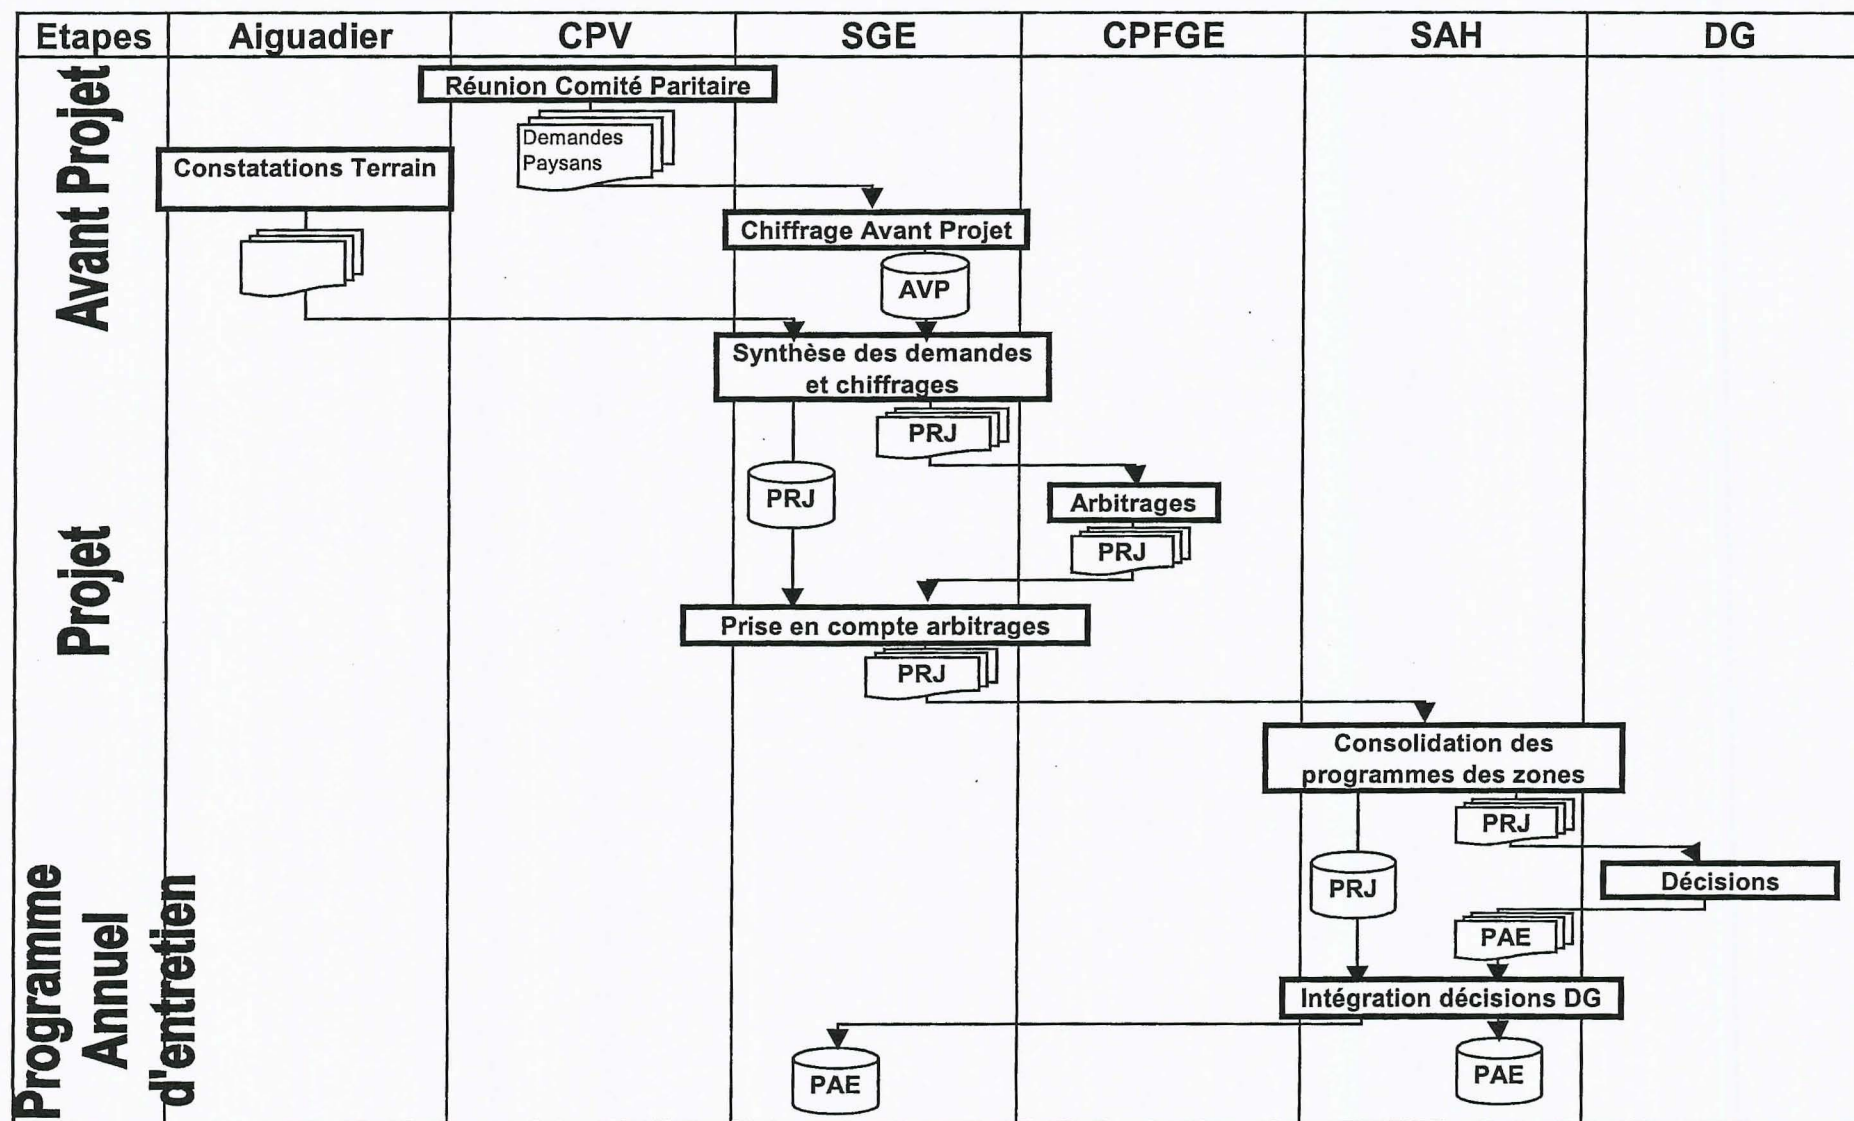 Etapes Aiguadier CPV SGE CPFGE SAH DG
Avant Projet
Réunion Comité Paritaire
Demandes
Paysans
Constatations Terrain
Chiffrage Avant Projet
AVP
Synthèse des demandes
et chiffrages
Projet
PRJ
PRJ
Arbitrages
PRJ
Prise en compte arbitrages
PRJ
Consolidation des
programmes des zones
PRJ
Programme
Annuel
d'entretien
PRJ
Décisions
PAE
Intégration décisions DG
PAE
PAE